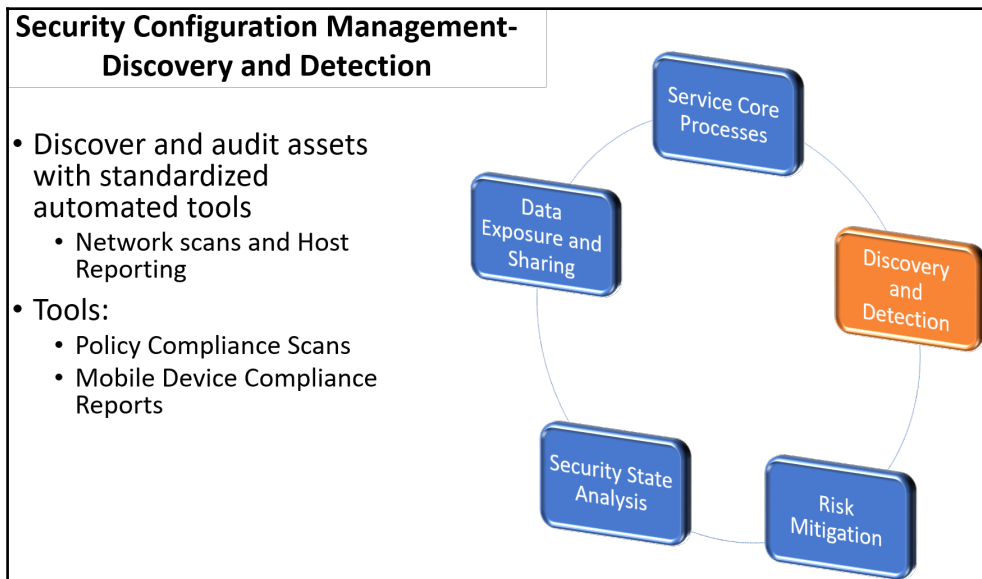 Security Configuration Management-
Discovery and Detection
• Discover and audit assets
with standardized
automated tools
• Network scans and Host
Reporting
• Tools:
• Policy Compliance Scans
• Mobile Device Compliance
Reports
Service Core
Processes
Discovery
and
Detection
Risk
Mitigation
Security State
Analysis
Data
Exposure and
Sharing